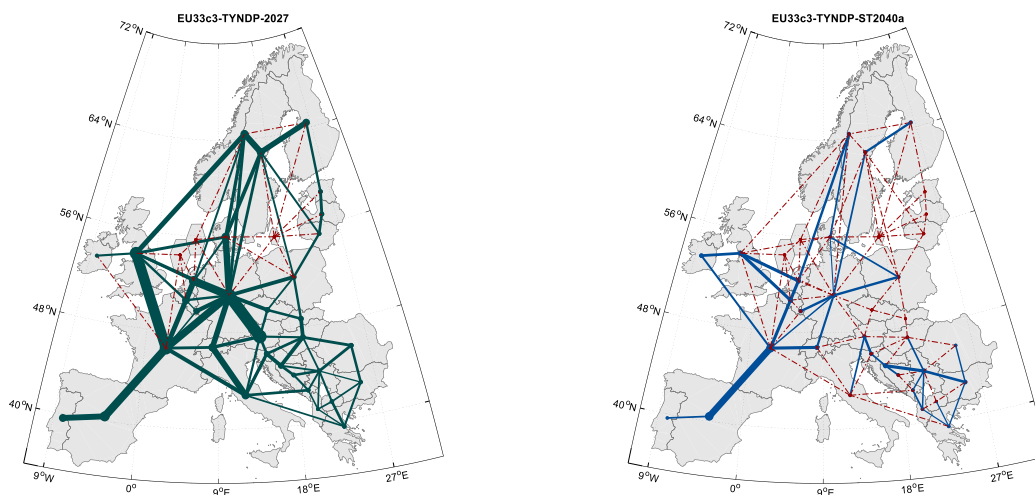 EU33c3-TYNDP-2027
72°N
64°N
56°N
48°N
40°N
9°W
0°
9°E
18°E
27°E
EU33c3-TYNDP-ST2040a
72°N
64°N
56°N
48°N
40°N
9°W
0°
9°E
18°E
27°E